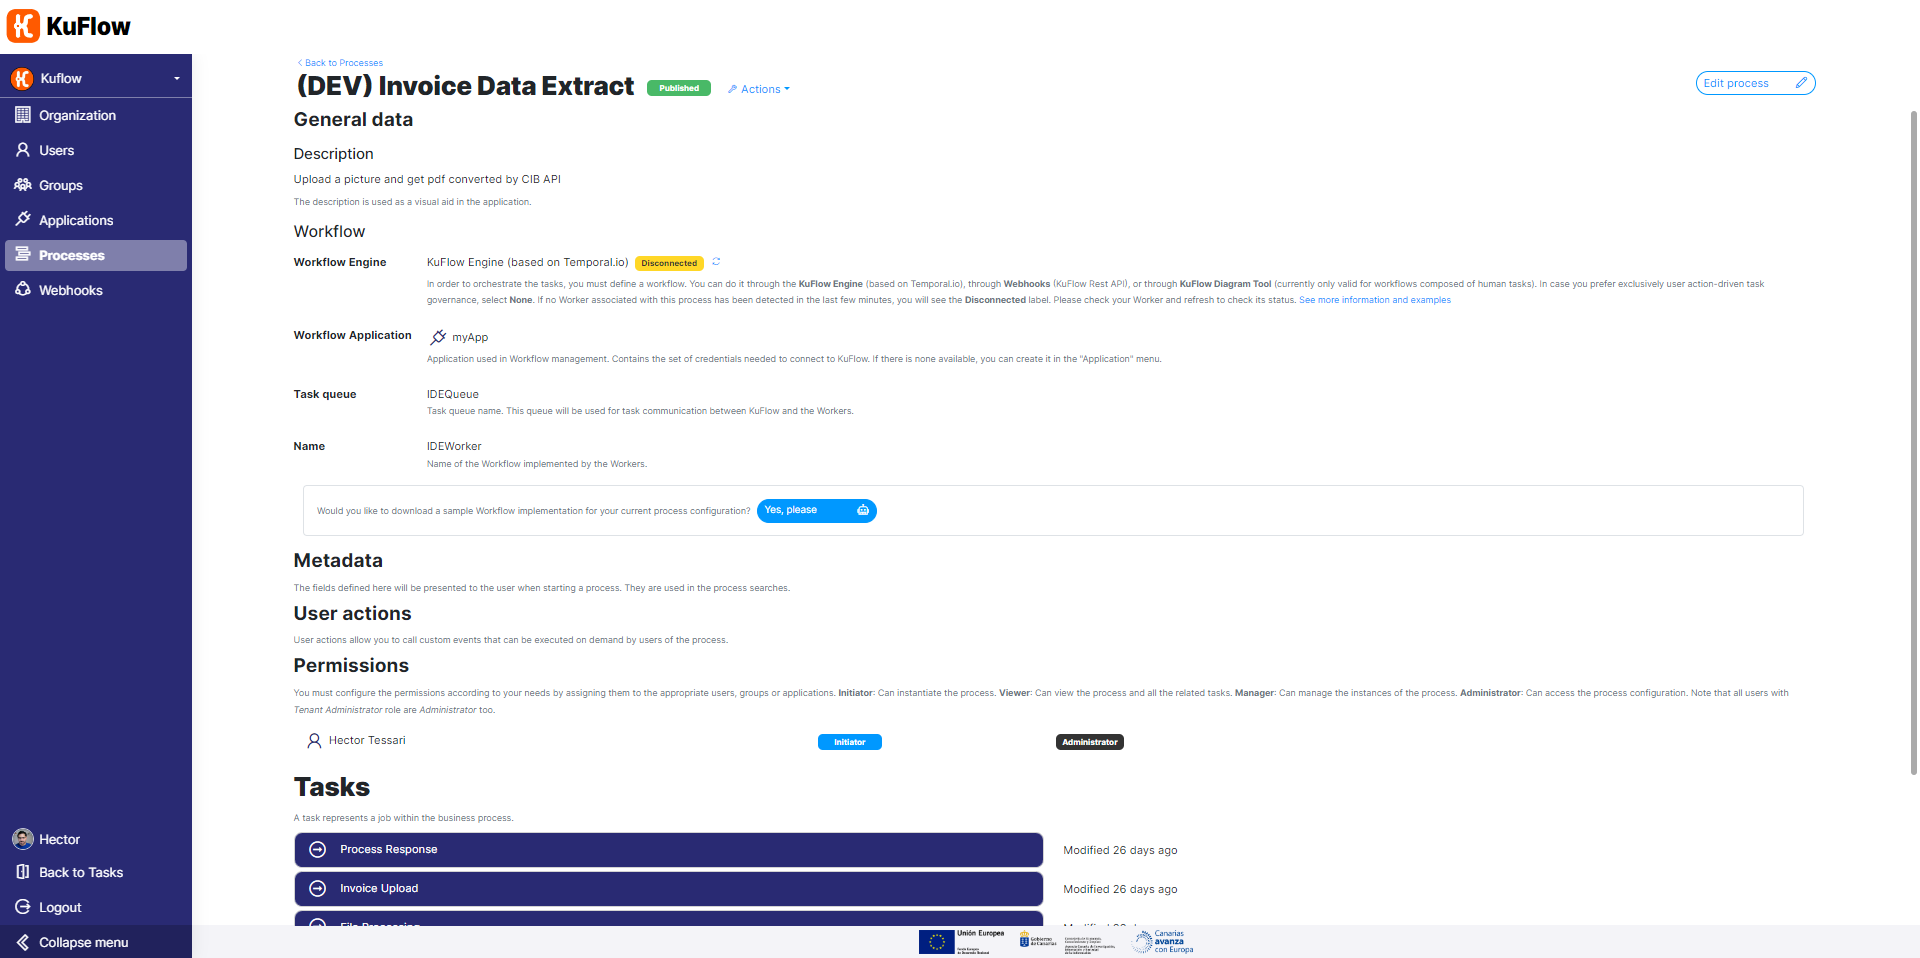 KuFlow
Kuflow
Organization
Users
Groups
Applications
Processes
Webhooks
Hector
Back to Tasks
Logout
Collapse menu
Back to Processes
(DEV) Invoice Data Extract
Published
Actions
Edit process
General data
Description
Upload a picture and get pdf converted by CIB API
The description is used as a visual aid in the application.
Workflow
Workflow Engine
KuFlow Engine (based on Temporal.io)
Disconnected
In order to orchestrate the tasks, you must define a workflow. You can do it through the KuFlow Engine (based on Temporal.io), through Webhooks (KuFlow Rest API), or through KuFlow Diagram Tool (currently only valid for workflows composed of human tasks). In case you prefer exclusively user action-driven task
governance, select None. If no Worker associated with this process has been detected in the last few minutes, you will see the Disconnected label. Please check your Worker and refresh to check its status. See more information and examples
Workflow Application
myApp
Application used in Workflow management. Contains the set of credentials needed to connect to KuFlow. If there is none available, you can create it in the "Application" menu.
Task queue
IDEQueue
Task queue name. This queue will be used for task communication between KuFlow and the Workers.
Name
IDEWorker
Name of the Workflow implemented by the Workers.
Would you like to download a sample Workflow implementation for your current process configuration?
Yes, please
Metadata
The fields defined here will be presented to the user when starting a process. They are used in the process searches.
User actions
User actions allow you to call custom events that can be executed on demand by users of the process.
Permissions
You must configure the permissions according to your needs by assigning them to the appropriate users, groups or applications. Initiator: Can instantiate the process. Viewer: Can view the process and all the related tasks. Manager: Can manage the instances of the process. Administrator: Can access the process configuration. Note that all users with
Tenant Administrator role are Administrator too.
Hector Tessari
Initiator
Administrator
Tasks
A task represents a job within the business process.
Process Response
Modified 26 days ago
Invoice Upload
Modified 26 days ago
Unión Europea
Gobierno
de Canarias
Canarias
avanza
con Europa